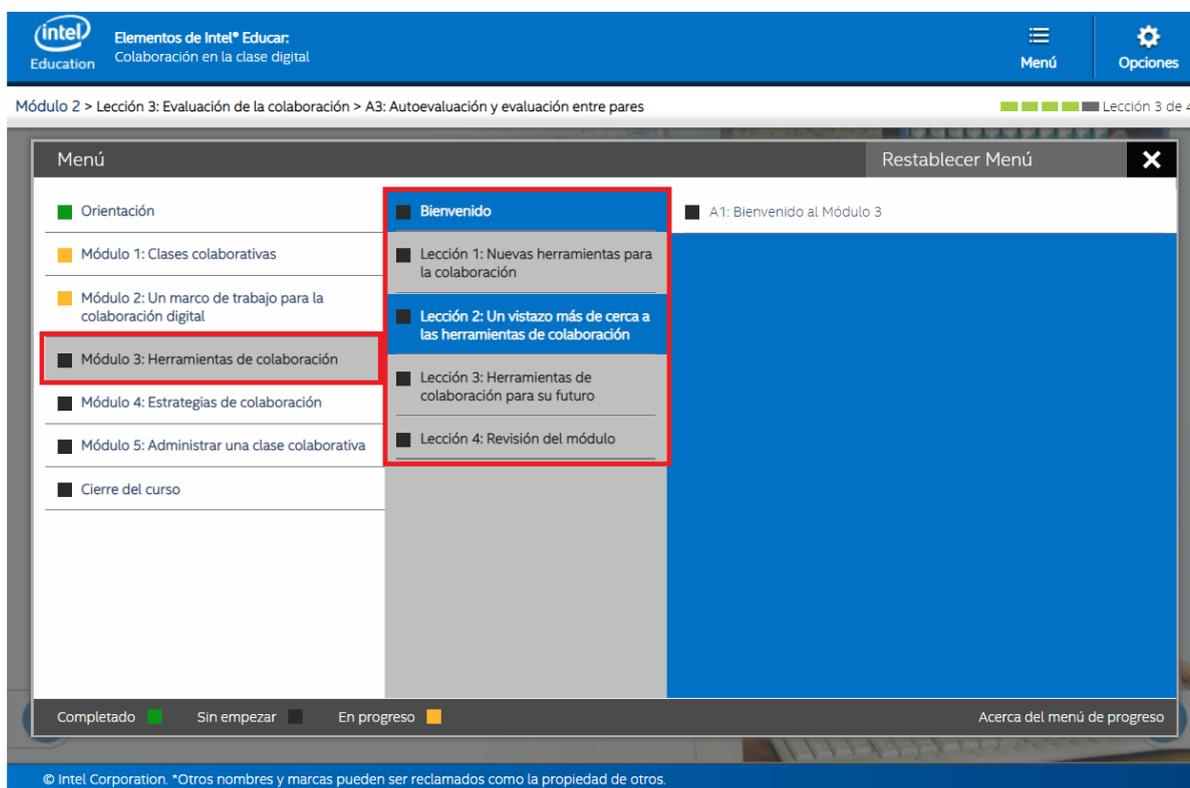 intel
Education
Elementos de Intel® Educar:
Colaboración en la clase digital
Menú
Opciones
Módulo 2 > Lección 3: Evaluación de la colaboración > A3: Autoevaluación y evaluación entre pares
Lección 3 de 4
Menú
Restablecer Menú
X
Orientación
Módulo 1: Clases colaborativas
Módulo 2: Un marco de trabajo para la
colaboración digital
Módulo 3: Herramientas de colaboración
Módulo 4: Estrategias de colaboración
Módulo 5: Administrar una clase colaborativa
Cierre del curso
Bienvenido
Lección 1: Nuevas herramientas para
la colaboración
Lección 2: Un vistazo más de cerca a
las herramientas de colaboración
Lección 3: Herramientas de
colaboración para su futuro
Lección 4: Revisión del módulo
A1: Bienvenido al Módulo 3
Completado
Sin empezar
En progreso
Acerca del menú de progreso
© Intel Corporation. *Otros nombres y marcas pueden ser reclamados como la propiedad de otros.